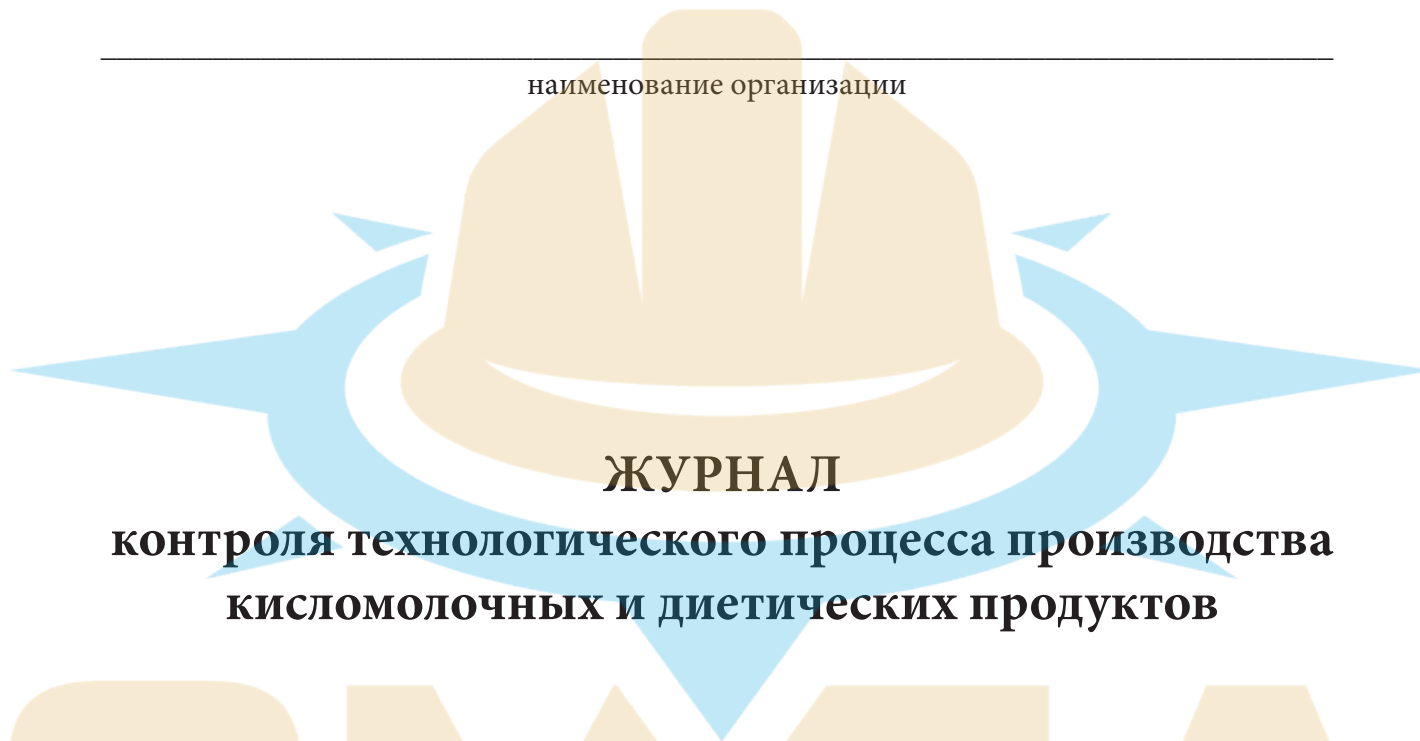 наименование организации
ЖУРНАЛ
контроля технологического процесса производства
кисломолочных и диетических продуктов